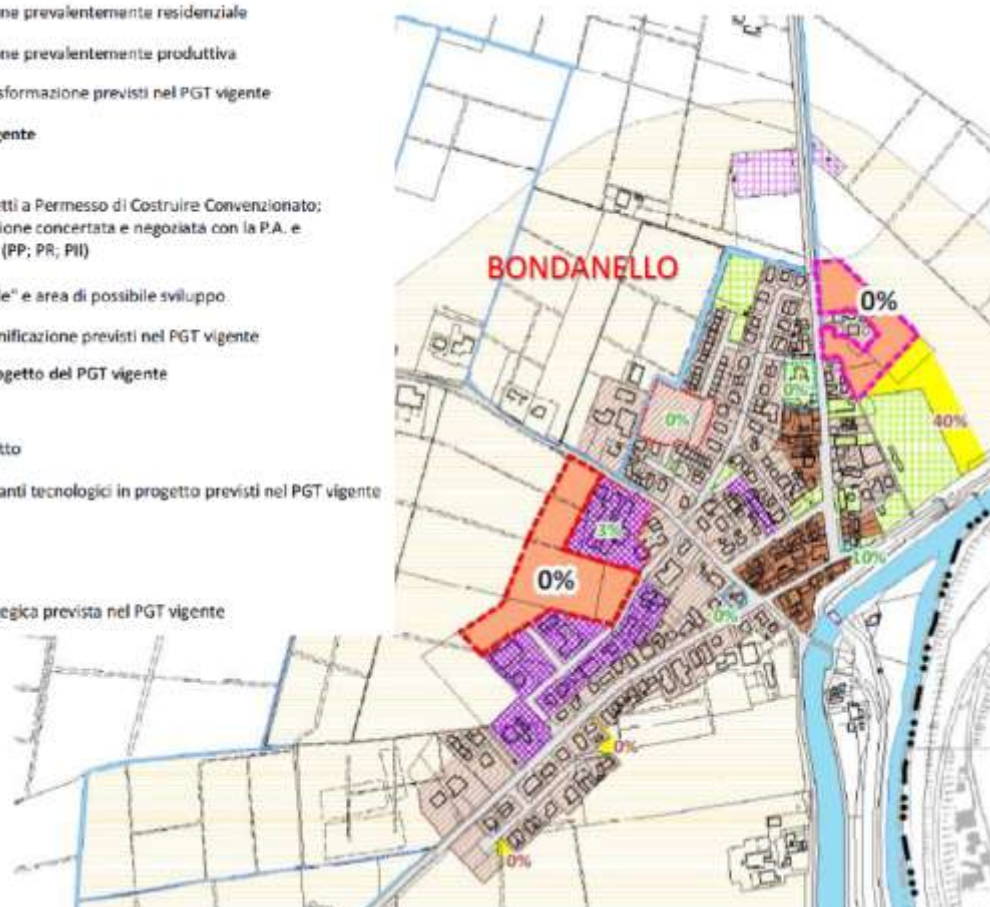 ne prevalentemente residenziale
ne prevalentemente produttiva
sformazione previsti nel PGT vigente
gente
tti a Permesso di Costruire Convenzionato;
ione concertata e negoziata con la P.A. e
(PP; PR; PII)
le" e area di possibile sviluppo
nificazione previsti nel PGT vigente
ogetto del PGT vigente
tto
anti tecnologici in progetto previsti nel PGT vigente
egica prevista nel PGT vigente
BONDANELLO
0%
0%
40%
0%
3%
0%
10%
0%
0%
0%